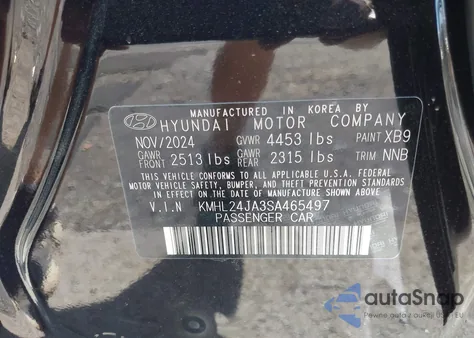 MANUFACTURED IN KOREA BY
HYUNDAI MOTOR COMPANY
NOV/2024 GVWR 4453 lbs PAINT XB9
GAWR FRONT 2513 lbs GAWR REAR 2315 lbs TRIM NNB
THIS VEHICLE CONFORMS TO ALL APPLICABLE U.S.A. FEDERAL
MOTOR VEHICLE SAFETY, BUMPER, AND THEFT PREVENTION
STANDARDS IN EFFECT ON THE DATE OF MANUFACTURE
SHOWN ABOVE.
V.I.N KMHL24JA3SA465497
PASSENGER CAR
autoSnap